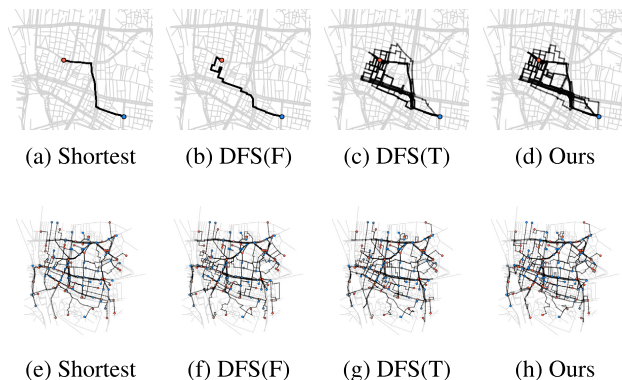 (a) Shortest (b) DFS(F) (c) DFS(T) (d) Ours
(e) Shortest (f) DFS(F) (g) DFS(T) (h) Ours